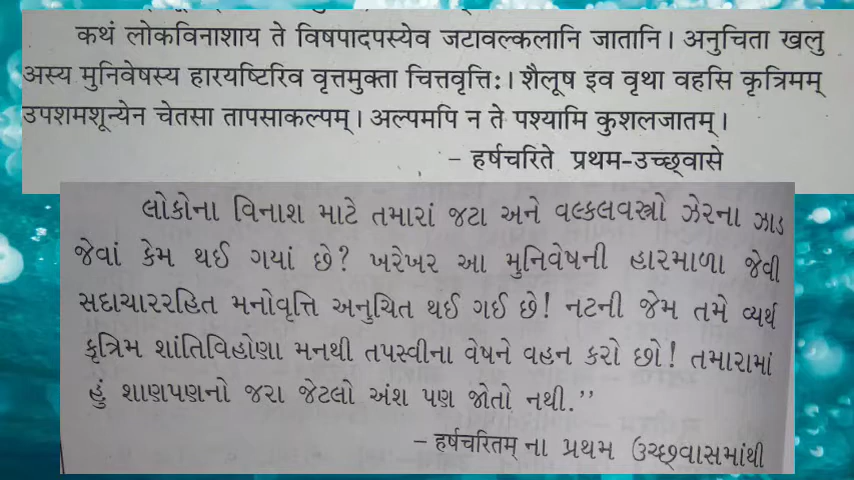 कथं लोकविनाशाय ते विषपादपस्येव जटावल्कलानि जातानि। अनुचिता खलु
अस्य मुनिवेषस्य हारयष्टिरिव वृत्तमुक्ता चित्तवृत्तिः। शैलूष इव वृथा वहसि कृत्रिमम्
उपशमशून्येन चेतसा तापसाकल्पम्। अल्पमपि न ते पश्यामि कुशलजातम्।
- हर्षचरिते प्रथम-उच्छ्वासे
લોકોના વિનાશ માટે તમારાં જટા અને વલ્કલવસ્ત્રો ઝેરના ઝાડ
જેવાં કેમ થઈ ગયાં છે? ખરેખર આ મુનિવેષની હારમાળા જેવી
સદાચારરહિત મનોવૃત્તિ અનુચિત થઈ ગઈ છે! નટની જેમ તમે વ્યર્થ
કૃત્રિમ શાંતિવિહોણા મનથી તપસ્વીના વેષને વહન કરો છો! તમારામાં
હું શાણપણનો જરા જેટલો અંશ પણ જોતો નથી.”
- हर्षचरितम् ના પ્રથમ ઉચ્છ્વાસમાંથી